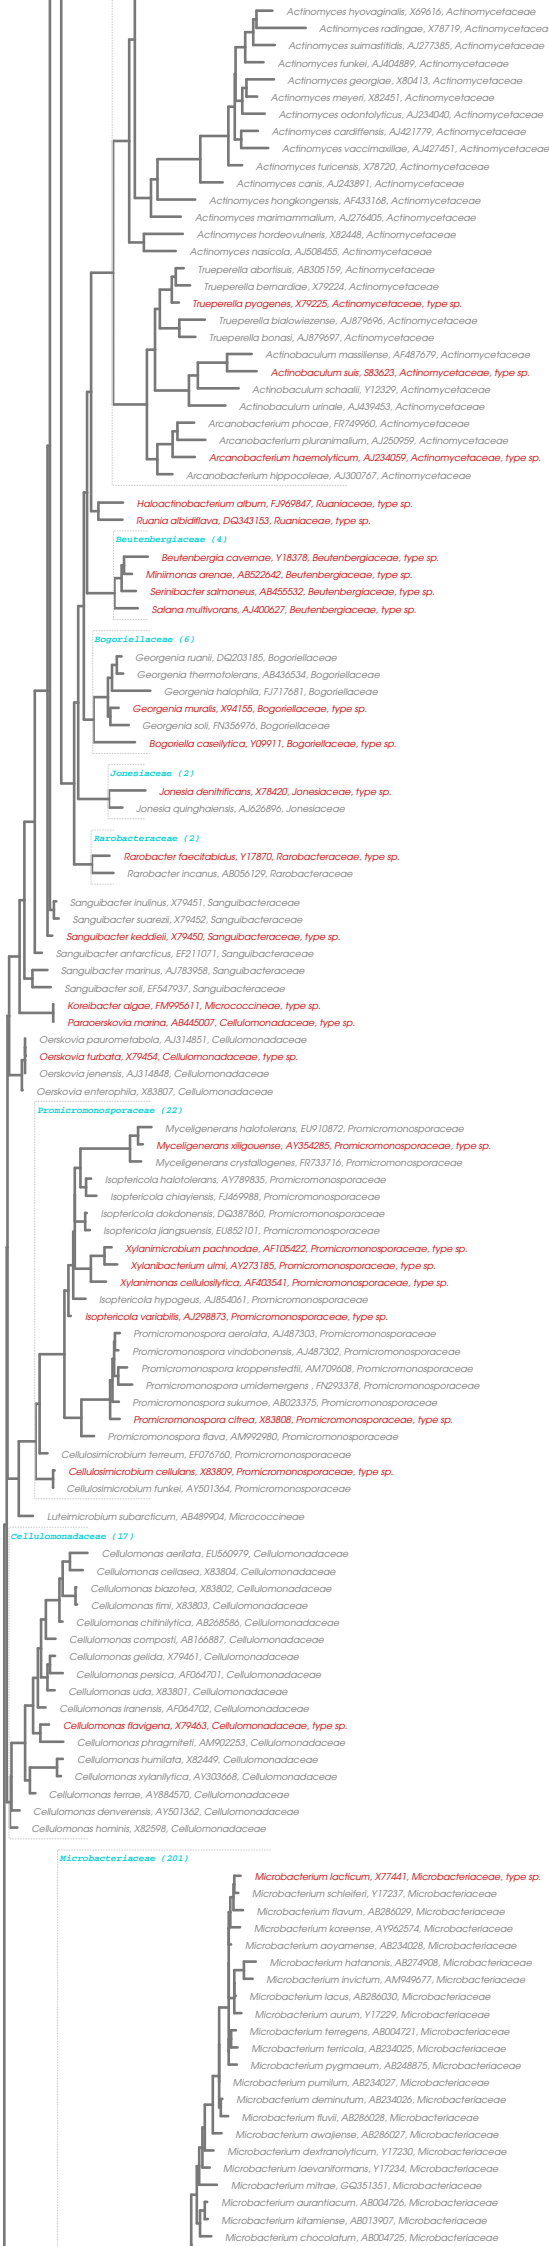 Actinomyces hyovaginalis, X69616, Actinomycetaceae
Actinomyces radingae, X78719, Actinomycetacea
Actinomyces suimastitidis, AJ277385, Actinomycetaceae
Actinomyces funkei, AJ404889, Actinomycetaceae
Actinomyces georgiae, X80413, Actinomycetaceae
Actinomyces meyeri, X82451, Actinomycetaceae
Actinomyces odontolyticus, AJ234040, Actinomycetaceae
Actinomyces cardiffensis, AJ421779, Actinomycetaceae
Actinomyces vaccimaxillae, AJ427451, Actinomycetaceae
Actinomyces turicensis, X78720, Actinomycetaceae
Actinomyces canis, AJ243891, Actinomycetaceae
Actinomyces hongkongensis, AF433168, Actinomycetaceae
Actinomyces marimammalium, AJ276405, Actinomycetaceae
Actinomyces hordeovulneris, X82448, Actinomycetaceae
Actinomyces nasicola, AJ508455, Actinomycetaceae
Trueperella abortisuis, AB305159, Actinomycetaceae
Trueperella bernardiae, X79224, Actinomycetaceae
Trueperella pyogenes, X79225, Actinomycetaceae, type sp.
Trueperella bialowiezense, AJ879696, Actinomycetaceae
Trueperella bonasi, AJ879697, Actinomycetaceae
Actinobaculum massiliense, AF487679, Actinomycetaceae
Actinobaculum suis, S83623, Actinomycetaceae, type sp.
Actinobaculum schaalii, Y12329, Actinomycetaceae
Actinobaculum urinale, AJ439453, Actinomycetaceae
Arcanobacterium phocae, FR749960, Actinomycetaceae
Arcanobacterium pluranimalium, AJ250959, Actinomycetaceae
Arcanobacterium haemolyticum, AJ234059, Actinomycetaceae, type sp.
Arcanobacterium hippocoleae, AJ300767, Actinomycetaceae
Haloactinobacterium album, FJ969847, Ruaniaceae, type sp.
Ruania albidiflava, DQ343153, Ruaniaceae, type sp.
Beutenbergiaceae (4)
Beutenbergia cavernae, Y18378, Beutenbergiaceae, type sp.
Miniimonas arenae, AB522642, Beutenbergiaceae, type sp.
Serinibacter salmoneus, AB455532, Beutenbergiaceae, type sp.
Salana multivorans, AJ400627, Beutenbergiaceae, type sp.
Bogoriellaceae (6)
Georgenia ruanii, DQ203185, Bogoriellaceae
Georgenia thermotolerans, AB436534, Bogoriellaceae
Georgenia halophila, FJ717681, Bogoriellaceae
Georgenia muralis, X94155, Bogoriellaceae, type sp.
Georgenia soli, FN356976, Bogoriellaceae
Bogoriella caseilytica, Y09911, Bogoriellaceae, type sp.
Jonesiaceae (2)
Jonesia denitrificans, X78420, Jonesiaceae, type sp.
Jonesia quinghaiensis, AJ626896, Jonesiaceae
Rarobacteraceae (2)
Rarobacter faecitabidus, Y17870, Rarobacteraceae, type sp.
Rarobacter incanus, AB056129, Rarobacteraceae
Sanguibacter inulinus, X79451, Sanguibacteraceae
Sanguibacter suarezii, X79452, Sanguibacteraceae
Sanguibacter keddieii, X79450, Sanguibacteraceae, type sp.
Sanguibacter antarcticus, EF211071, Sanguibacteraceae
Sanguibacter marinus, AJ783958, Sanguibacteraceae
Sanguibacter soli, EF547937, Sanguibacteraceae
Koreibacter algae, FM995611, Micrococcineae, type sp.
Paraoerskovia marina, AB445007, Cellulomonadaceae, type sp.
Oerskovia paurometabola, AJ314851, Cellulomonadaceae
Oerskovia turbata, X79454, Cellulomonadaceae, type sp.
Oerskovia jenensis, AJ314848, Cellulomonadaceae
Oerskovia enterophila, X83807, Cellulomonadaceae
Promicromonosporaceae (22)
Myceligenerans halotolerans, EU910872, Promicromonosporaceae
Myceligenerans xiligouense, AY354285, Promicromonosporaceae, type sp.
Myceligenerans crystallogenes, FR733716, Promicromonosporaceae
Isoptericola halotolerans, AY789835, Promicromonosporaceae
Isoptericola chiayiensis, FJ469988, Promicromonosporaceae
Isoptericola dokdonensis, DQ387860, Promicromonosporaceae
Isoptericola jiangsuensis, EU852101, Promicromonosporaceae
Xylanimicrobium pachnodae, AF105422, Promicromonosporaceae, type sp.
Xylanibacterium ulmi, AY273185, Promicromonosporaceae, type sp.
Xylanimonas cellulosilytica, AF403541, Promicromonosporaceae, type sp.
Isoptericola hypogeus, AJ854061, Promicromonosporaceae
Isoptericola variabilis, AJ298873, Promicromonosporaceae, type sp.
Promicromonospora aerolata, AJ487303, Promicromonosporaceae
Promicromonospora vindobonensis, AJ487302, Promicromonosporaceae
Promicromonospora kroppenstedtii, AM709608, Promicromonosporaceae
Promicromonospora umidemergens , FN293378, Promicromonosporaceae
Promicromonospora sukumoe, AB023375, Promicromonosporaceae
Promicromonospora citrea, X83808, Promicromonosporaceae, type sp.
Promicromonospora flava, AM992980, Promicromonosporaceae
Cellulosimicrobium terreum, EF076760, Promicromonosporaceae
Cellulosimicrobium cellulans, X83809, Promicromonosporaceae, type sp.
Cellulosimicrobium funkei, AY501364, Promicromonosporaceae
Luteimicrobium subarcticum, AB489904, Micrococcineae
Cellulomonadaceae (17)
Cellulomonas aerilata, EU560979, Cellulomonadaceae
Cellulomonas cellasea, X83804, Cellulomonadaceae
Cellulomonas biazotea, X83802, Cellulomonadaceae
Cellulomonas fimi, X83803, Cellulomonadaceae
Cellulomonas chitinilytica, AB268586, Cellulomonadaceae
Cellulomonas composti, AB166887, Cellulomonadaceae
Cellulomonas gelida, X79461, Cellulomonadaceae
Cellulomonas persica, AF064701, Cellulomonadaceae
Cellulomonas uda, X83801, Cellulomonadaceae
Cellulomonas iranensis, AF064702, Cellulomonadaceae
Cellulomonas flavigena, X79463, Cellulomonadaceae, type sp.
Cellulomonas phragmiteti, AM902253, Cellulomonadaceae
Cellulomonas humilata, X82449, Cellulomonadaceae
Cellulomonas xylanilytica, AY303668, Cellulomonadaceae
Cellulomonas terrae, AY884570, Cellulomonadaceae
Cellulomonas denverensis, AY501362, Cellulomonadaceae
Cellulomonas hominis, X82598, Cellulomonadaceae
Microbacteriaceae (201)
Microbacterium lacticum, X77441, Microbacteriaceae, type sp.
Microbacterium schleiferi, Y17237, Microbacteriaceae
Microbacterium flavum, AB286029, Microbacteriaceae
Microbacterium koreense, AY962574, Microbacteriaceae
Microbacterium aoyamense, AB234028, Microbacteriaceae
Microbacterium hatanonis, AB274908, Microbacteriaceae
Microbacterium invictum, AM949677, Microbacteriaceae
Microbacterium lacus, AB286030, Microbacteriaceae
Microbacterium aurum, Y17229, Microbacteriaceae
Microbacterium terregens, AB004721, Microbacteriaceae
Microbacterium terricola, AB234025, Microbacteriaceae
Microbacterium pygmaeum, AB248875, Microbacteriaceae
Microbacterium pumilum, AB234027, Microbacteriaceae
Microbacterium deminutum, AB234026, Microbacteriaceae
Microbacterium fluvii, AB286028, Microbacteriaceae
Microbacterium awajiense, AB286027, Microbacteriaceae
Microbacterium dextranolyticum, Y17230, Microbacteriaceae
Microbacterium laevaniformans, Y17234, Microbacteriaceae
Microbacterium mitrae, GQ351351, Microbacteriaceae
Microbacterium aurantiacum, AB004726, Microbacteriaceae
Microbacterium kitamiense, AB013907, Microbacteriaceae
Microbacterium chocolatum, AB004725, Microbacteriaceae